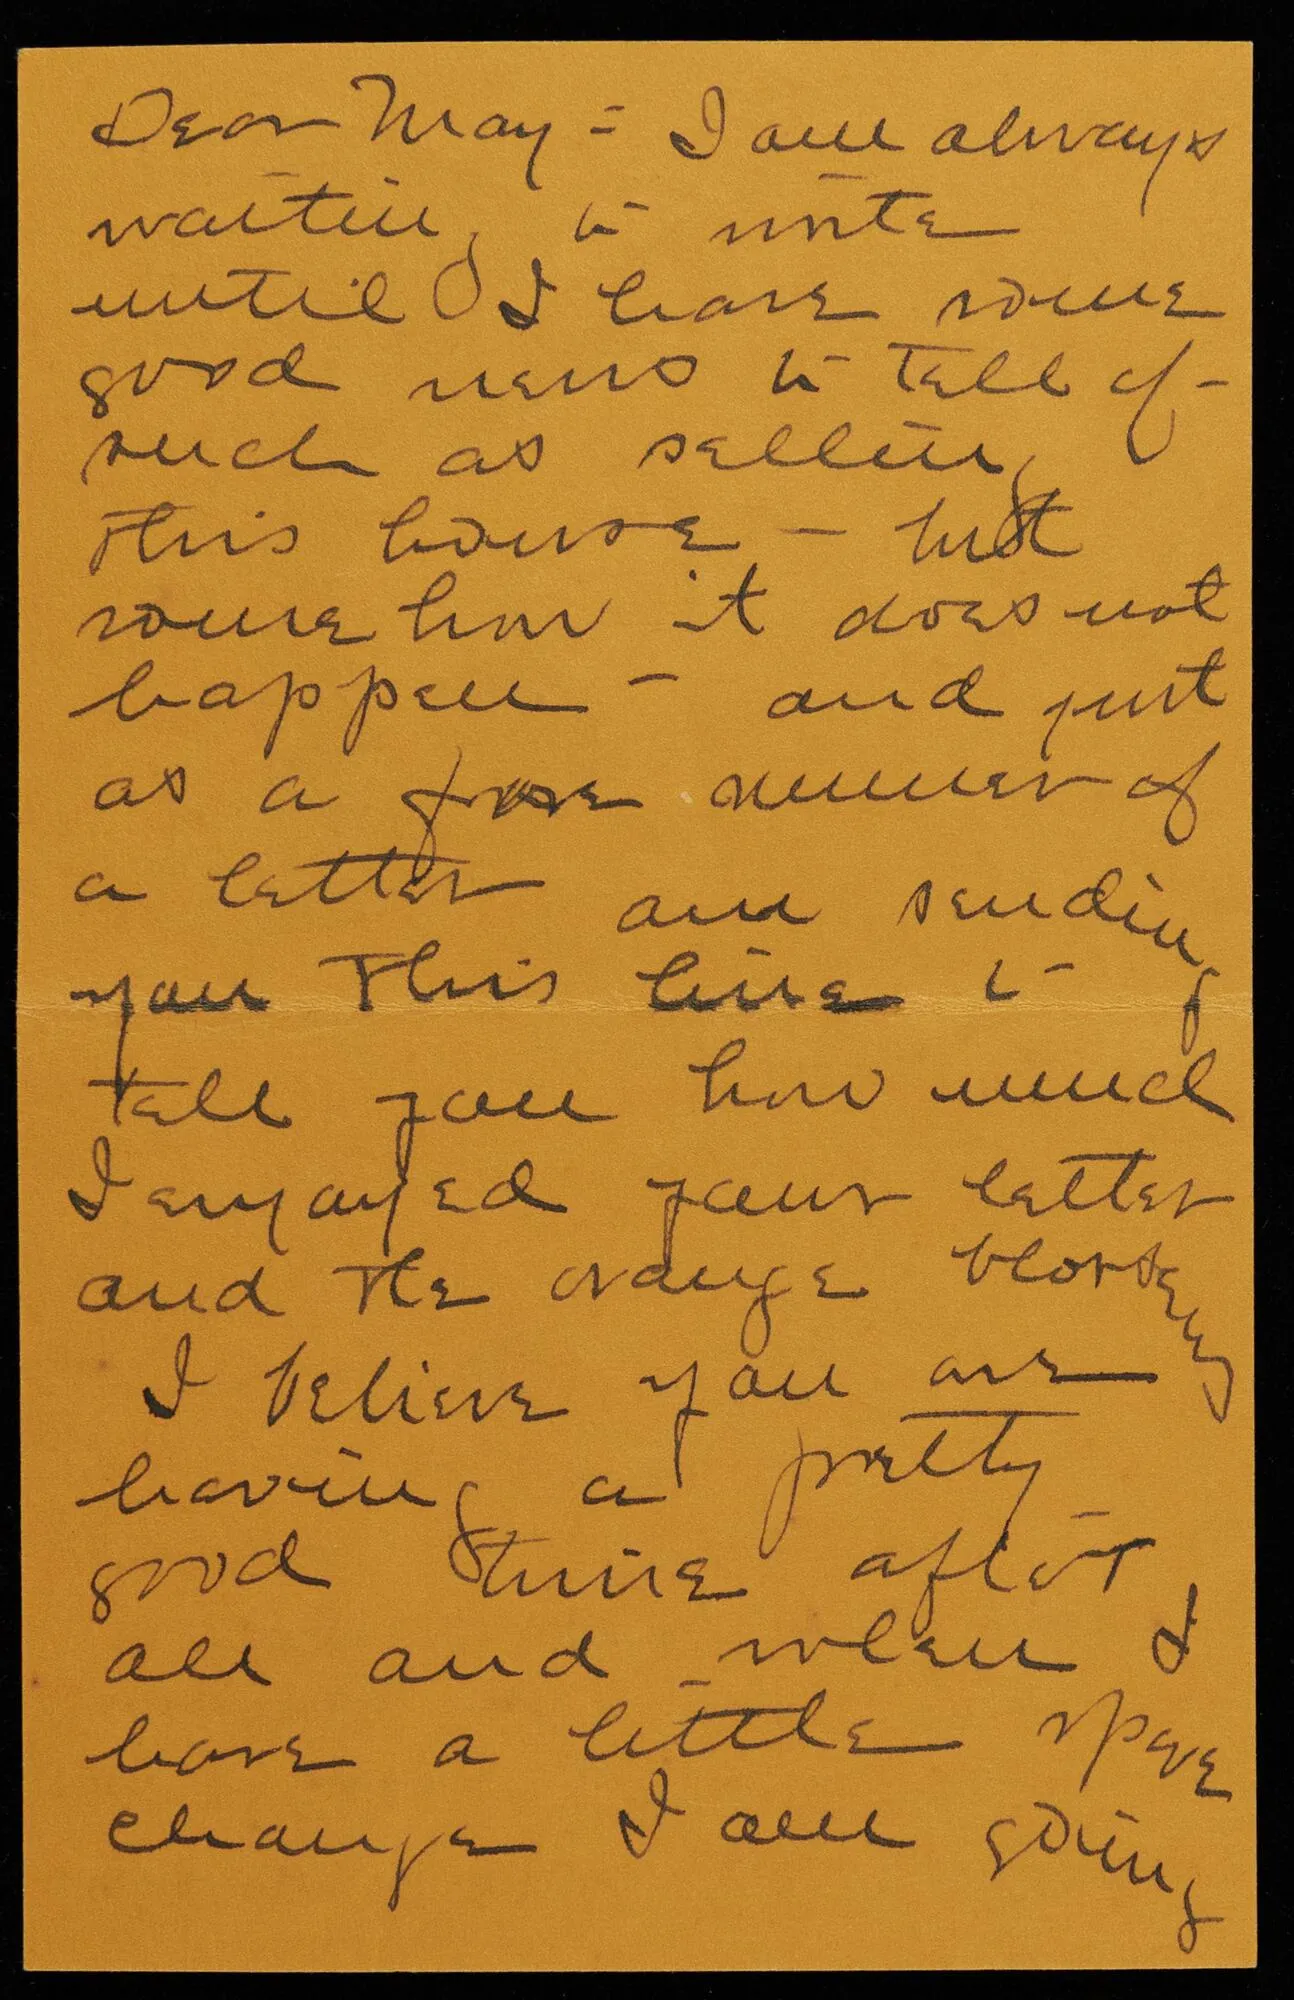 Dear May = I am always
waiting to write
until I have some
good news to tell of -
such as selling
this house - but
some how it does not
happen - and just
as a fore runner of
a letter am sending
you this line to
tell you how much
I enjoyed your letter
and the orange blossoms
I believe you are
having a pretty
good time after
all and when I
have a little spare
change I am going